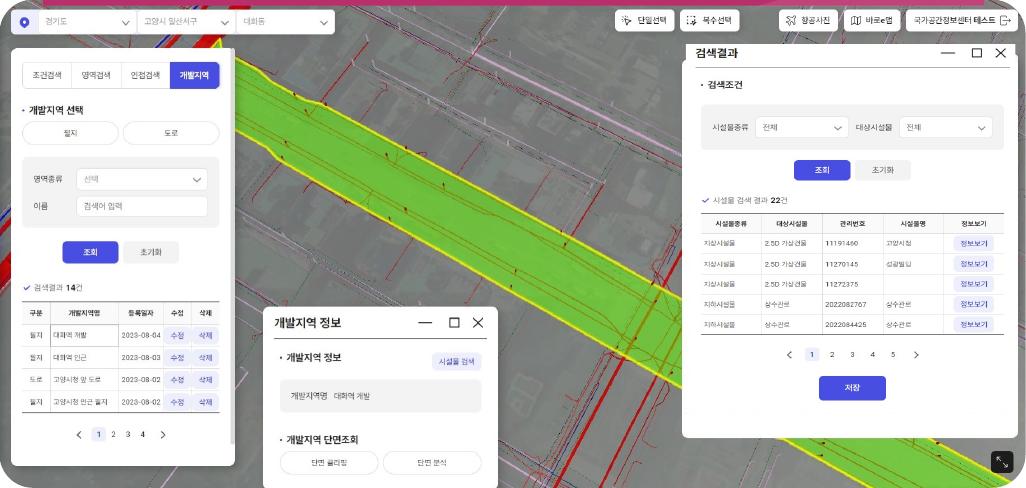 경기도 고양시 일산서구 대화동
단일선택 복수선택 항공사진 바로e맵 국가공간정보센터 테스트
조건검색 영역검색 인접검색 개발지역
개발지역 선택
필지 도로
영역종류 선택
이름 검색어 입력
조회 초기화
검색결과 14건
구분 개발지역명 등록일자 수정 삭제
필지 대화역 개발 2023-08-04 수정 삭제
필지 대화역 인근 2023-08-03 수정 삭제
도로 고양시청 앞 도로 2023-08-02 수정 삭제
필지 고양시청 인근 필지 2023-08-02 수정 삭제
1 2 3 4
개발지역 정보
개발지역 정보 시설물 검색
개발지역명 대화역 개발
개발지역 단면조회
단면 클리핑 단면 분석
검색결과
검색조건
시설물종류 전체 대상시설물 전체
조회 초기화
시설물 검색 결과 22건
시설물종류 대상시설물 관리번호 시설물명 정보보기
지상시설물 2.5D 가상건물 11191460 고양시청 정보보기
지상시설물 2.5D 가상건물 11270145 성광빌딩 정보보기
지상시설물 2.5D 가상건물 11272375 정보보기
지하시설물 상수관로 2022082767 상수관로 정보보기
지하시설물 상수관로 2022084425 상수관로 정보보기
1 2 3 4 5
저장